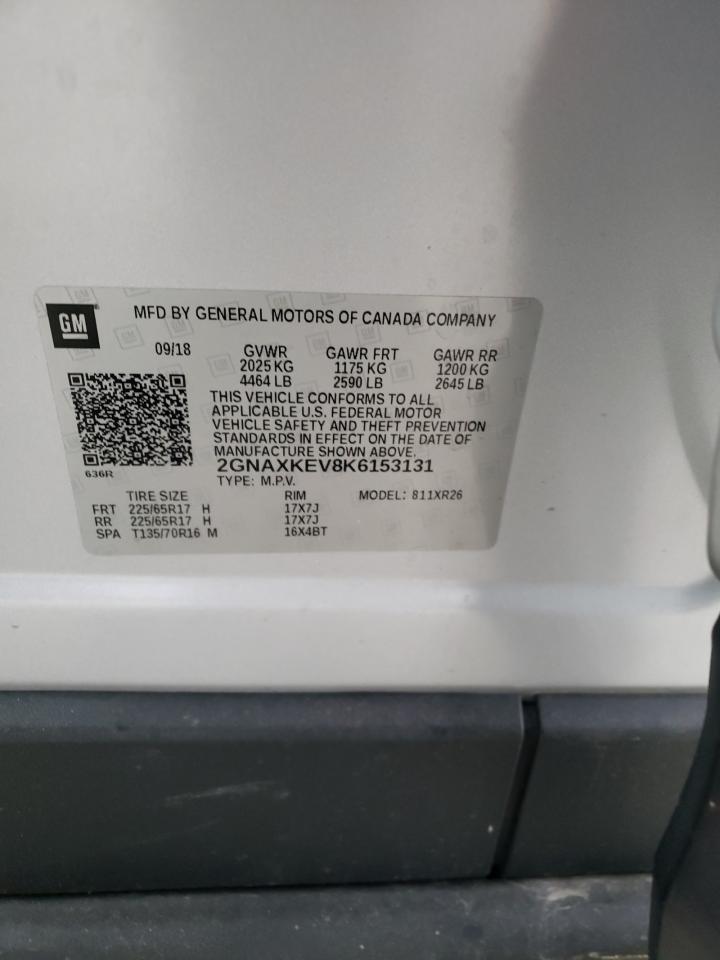 GM
MFD BY GENERAL MOTORS OF CANADA COMPANY
09/18 GVWR GAWR FRT GAWR RR
2025 KG 1175 KG 1200 KG
4464 LB 2590 LB 2645 LB
THIS VEHICLE CONFORMS TO ALL
APPLICABLE U.S. FEDERAL MOTOR
VEHICLE SAFETY AND THEFT PREVENTION
STANDARDS IN EFFECT ON THE DATE OF
MANUFACTURE SHOWN ABOVE.
2GNAXKEV8K6153131
636R
TYPE: M.P.V.
TIRE SIZE RIM MODEL: 811XR26
FRT 225/65R17 H 17X7J
RR 225/65R17 H 17X7J
SPA T135/70R16 M 16X4BT